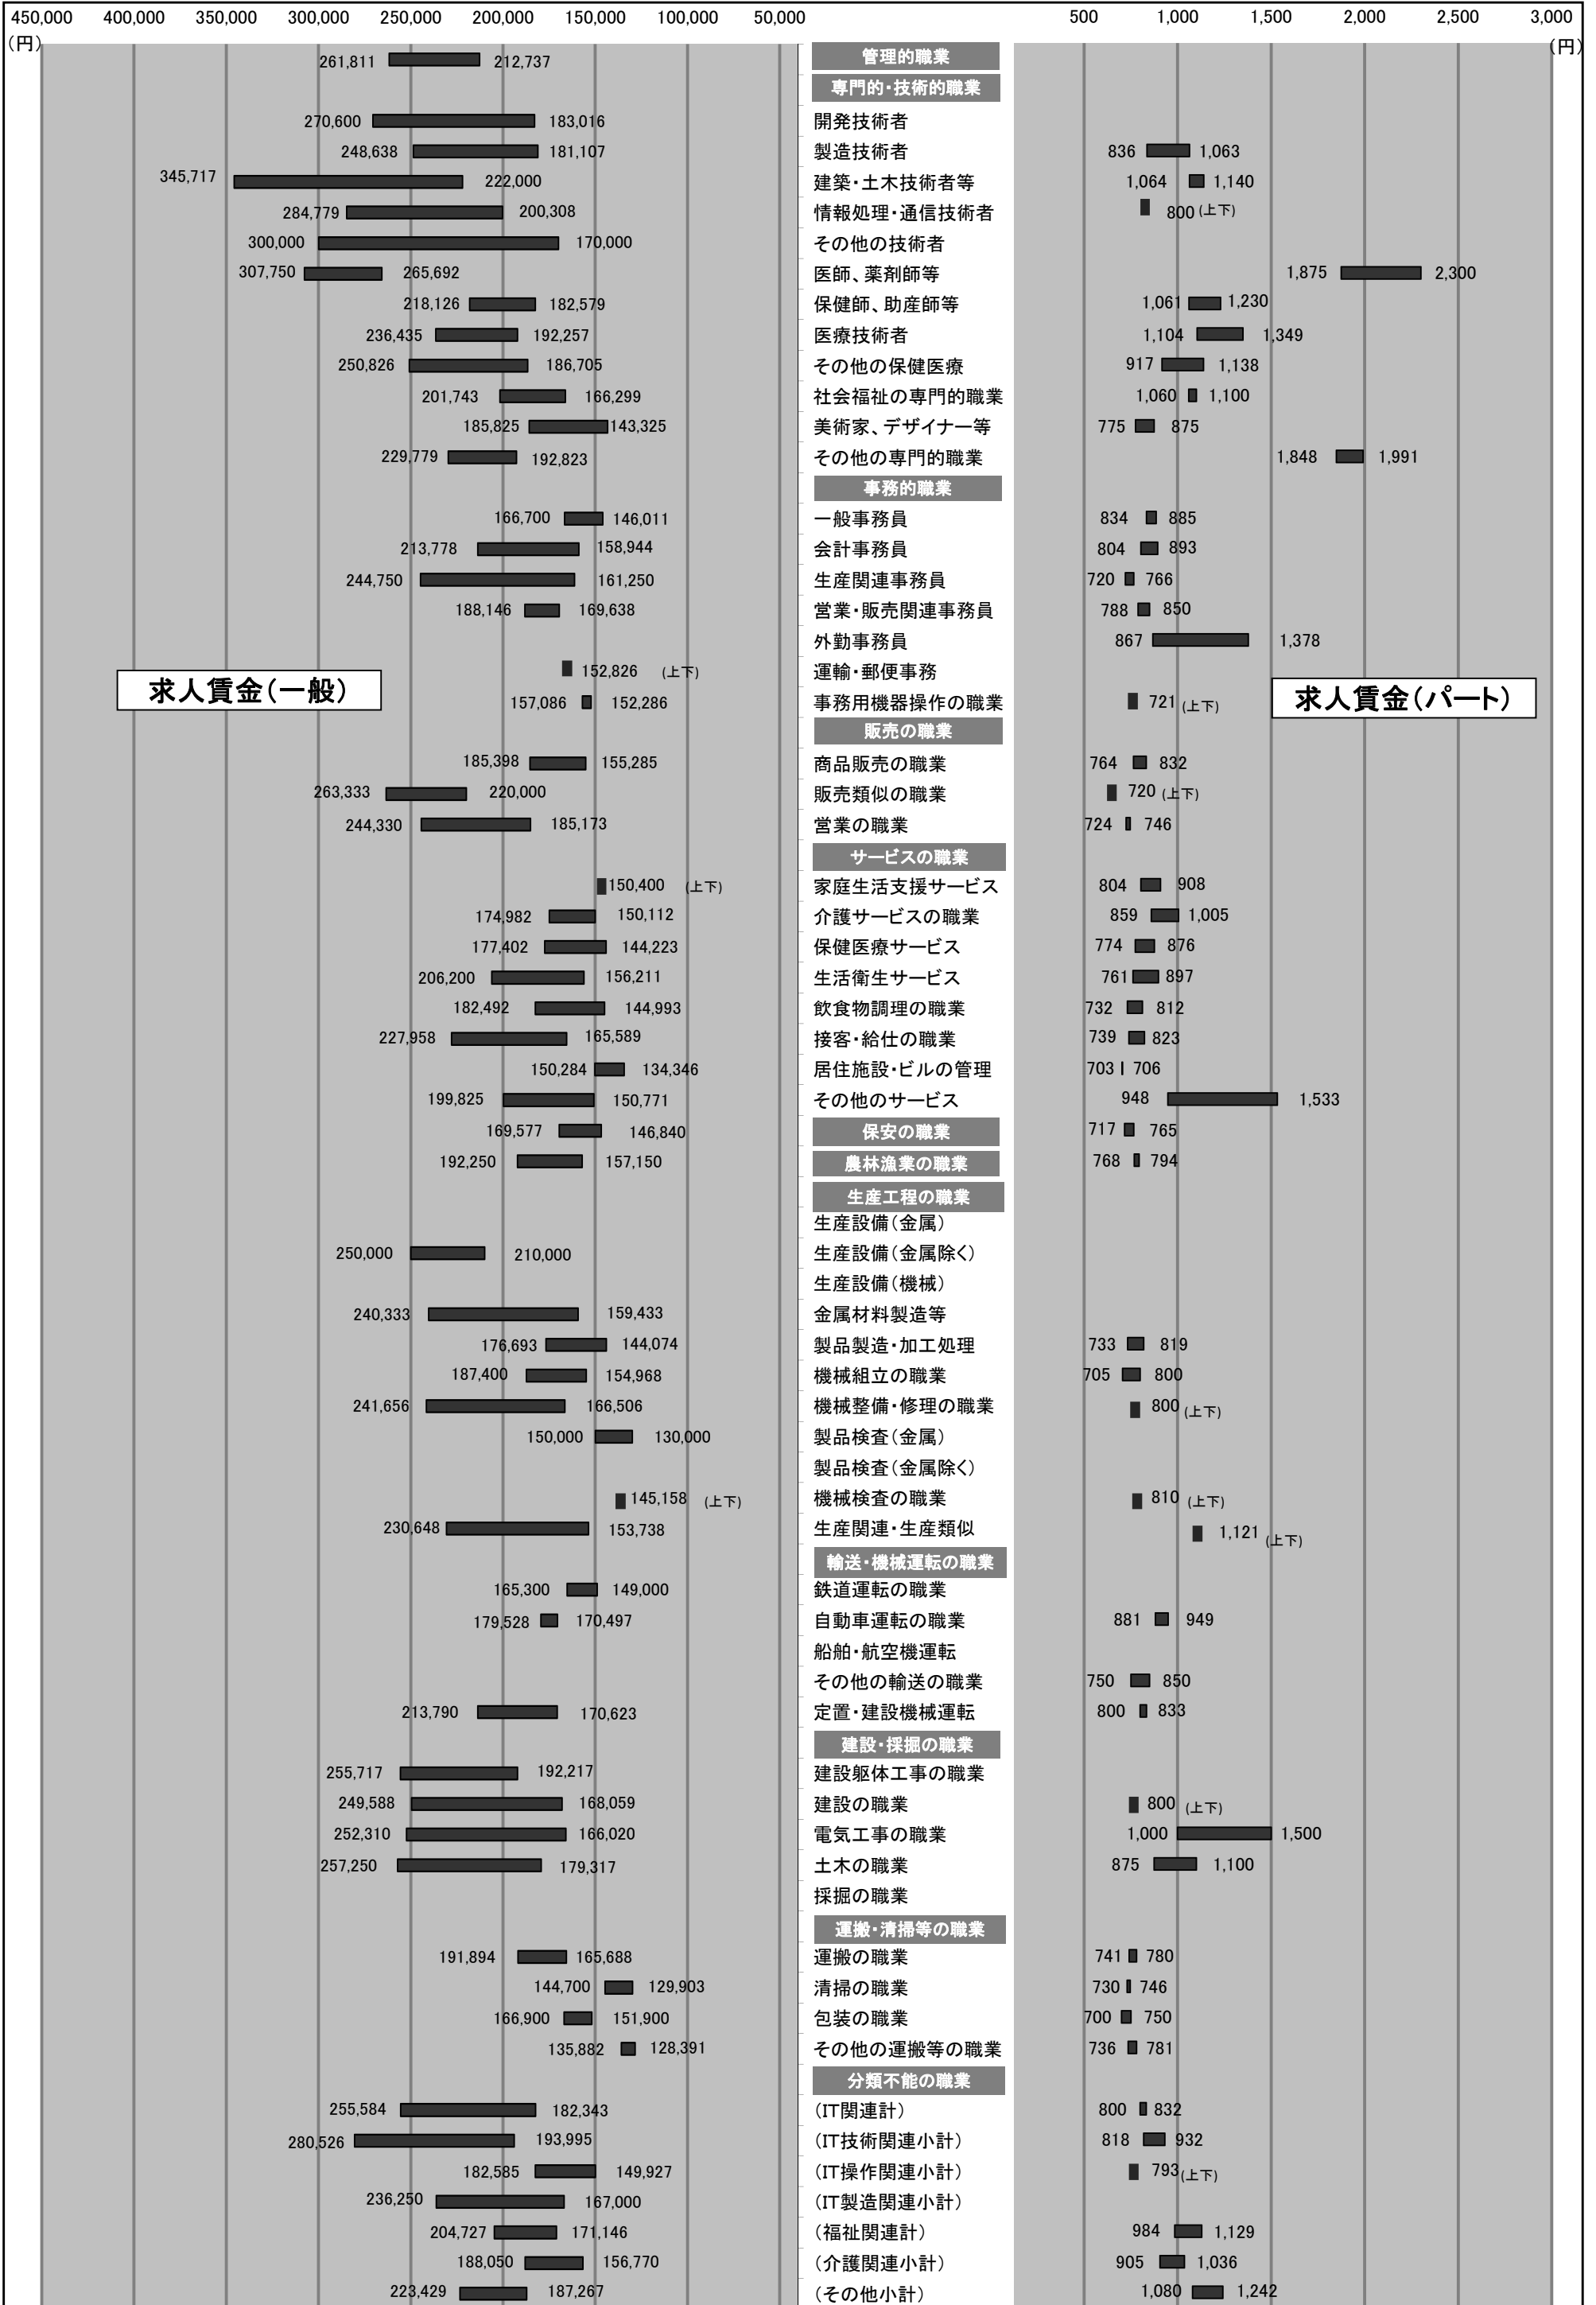 450,000 400,000 350,000 300,000 250,000 200,000 150,000 100,000 50,000 500 1,000 1,500 2,000 2,500 3,000
(円) (円)
261,811 212,737 管理的職業
専門的・技術的職業
270,600 183,016 開発技術者
248,638 181,107 製造技術者 836 1,063
345,717 222,000 建築・土木技術者等 1,064 1,140
284,779 200,308 情報処理・通信技術者 800 (上下)
300,000 170,000 その他の技術者
307,750 265,692 医師、薬剤師等 1,875 2,300
218,126 182,579 保健師、助産師等 1,061 1,230
236,435 192,257 医療技術者 1,104 1,349
250,826 186,705 その他の保健医療 917 1,138
201,743 166,299 社会福祉の専門的職業 1,060 1,100
185,825 143,325 美術家、デザイナー等 775 875
229,779 192,823 その他の専門的職業 1,848 1,991
事務的職業
166,700 146,011 一般事務員 834 885
213,778 158,944 会計事務員 804 893
244,750 161,250 生産関連事務員 720 766
188,146 169,638 営業・販売関連事務員 788 850
外勤事務員 867 1,378
152,826 (上下) 運輸・郵便事務
求人賃金(一般) 求人賃金(パート)
157,086 152,286 事務用機器操作の職業 721 (上下)
販売の職業
185,398 155,285 商品販売の職業 764 832
263,333 220,000 販売類似の職業 720 (上下)
244,330 185,173 営業の職業 724 746
サービスの職業
150,400 (上下) 家庭生活支援サービス 804 908
174,982 150,112 介護サービスの職業 859 1,005
177,402 144,223 保健医療サービス 774 876
206,200 156,211 生活衛生サービス 761 897
182,492 144,993 飲食物調理の職業 732 812
227,958 165,589 接客・給仕の職業 739 823
150,284 134,346 居住施設・ビルの管理 703 706
199,825 150,771 その他のサービス 948 1,533
169,577 146,840 保安の職業 717 765
192,250 157,150 農林漁業の職業 768 794
生産工程の職業
生産設備(金属)
250,000 210,000 生産設備(金属除く)
生産設備(機械)
240,333 159,433 金属材料製造等
176,693 144,074 製品製造・加工処理 733 819
187,400 154,968 機械組立の職業 705 800
241,656 166,506 機械整備・修理の職業 800 (上下)
150,000 130,000 製品検査(金属)
製品検査(金属除く)
145,158 (上下) 機械検査の職業 810 (上下)
230,648 153,738 生産関連・生産類似 1,121 (上下)
輸送・機械運転の職業
165,300 149,000 鉄道運転の職業
179,528 170,497 自動車運転の職業 881 949
船舶・航空機運転
その他の輸送の職業 750 850
213,790 170,623 定置・建設機械運転 800 833
建設・採掘の職業
255,717 192,217 建設躯体工事の職業
249,588 168,059 建設の職業 800 (上下)
252,310 166,020 電気工事の職業 1,000 1,500
257,250 179,317 土木の職業 875 1,100
採掘の職業
運搬・清掃等の職業
191,894 165,688 運搬の職業 741 780
144,700 129,903 清掃の職業 730 746
166,900 151,900 包装の職業 700 750
135,882 128,391 その他の運搬等の職業 736 781
分類不能の職業
255,584 182,343 (IT関連計) 800 832
280,526 193,995 (IT技術関連小計) 818 932
182,585 149,927 (IT操作関連小計) 793 (上下)
236,250 167,000 (IT製造関連小計)
204,727 171,146 (福祉関連計) 984 1,129
188,050 156,770 (介護関連小計) 905 1,036
223,429 187,267 (その他小計) 1,080 1,242